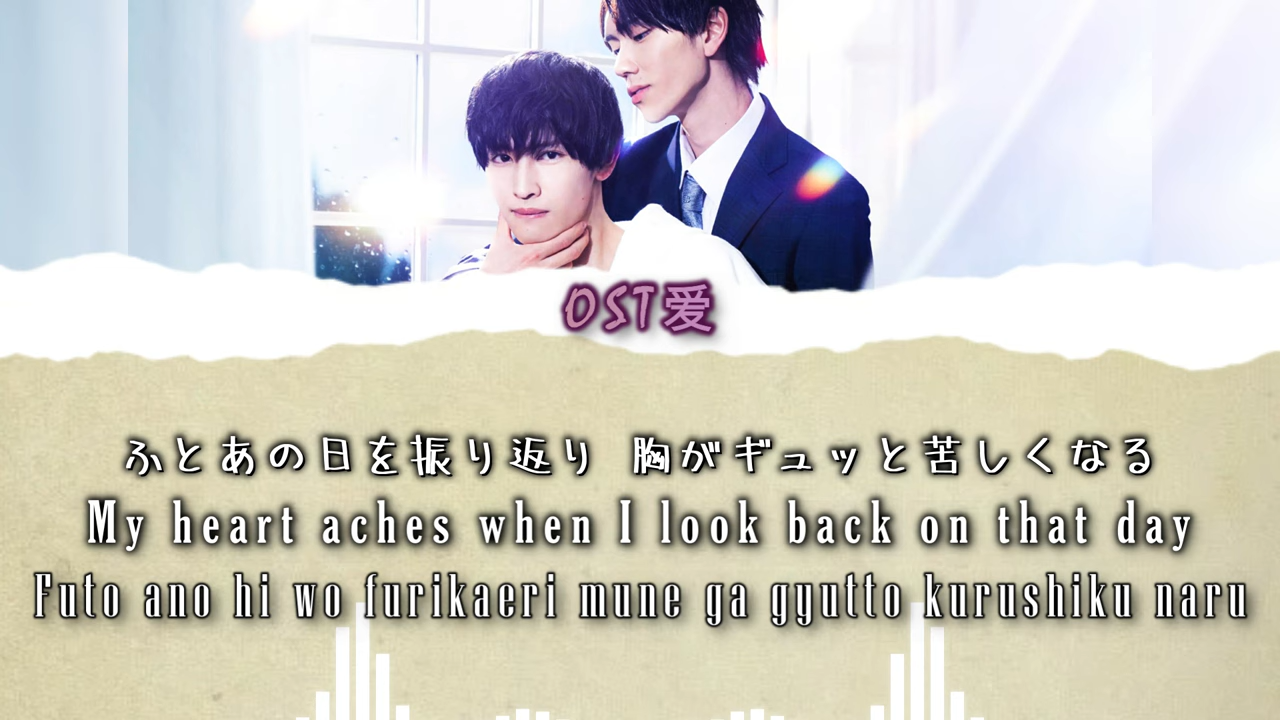 OST爱
ふとあの日を振り返り 胸がギュッと苦しくなる
My heart aches when I look back on that day
Futo ano hi wo furikaeri mune ga gyutto kurushiku naru